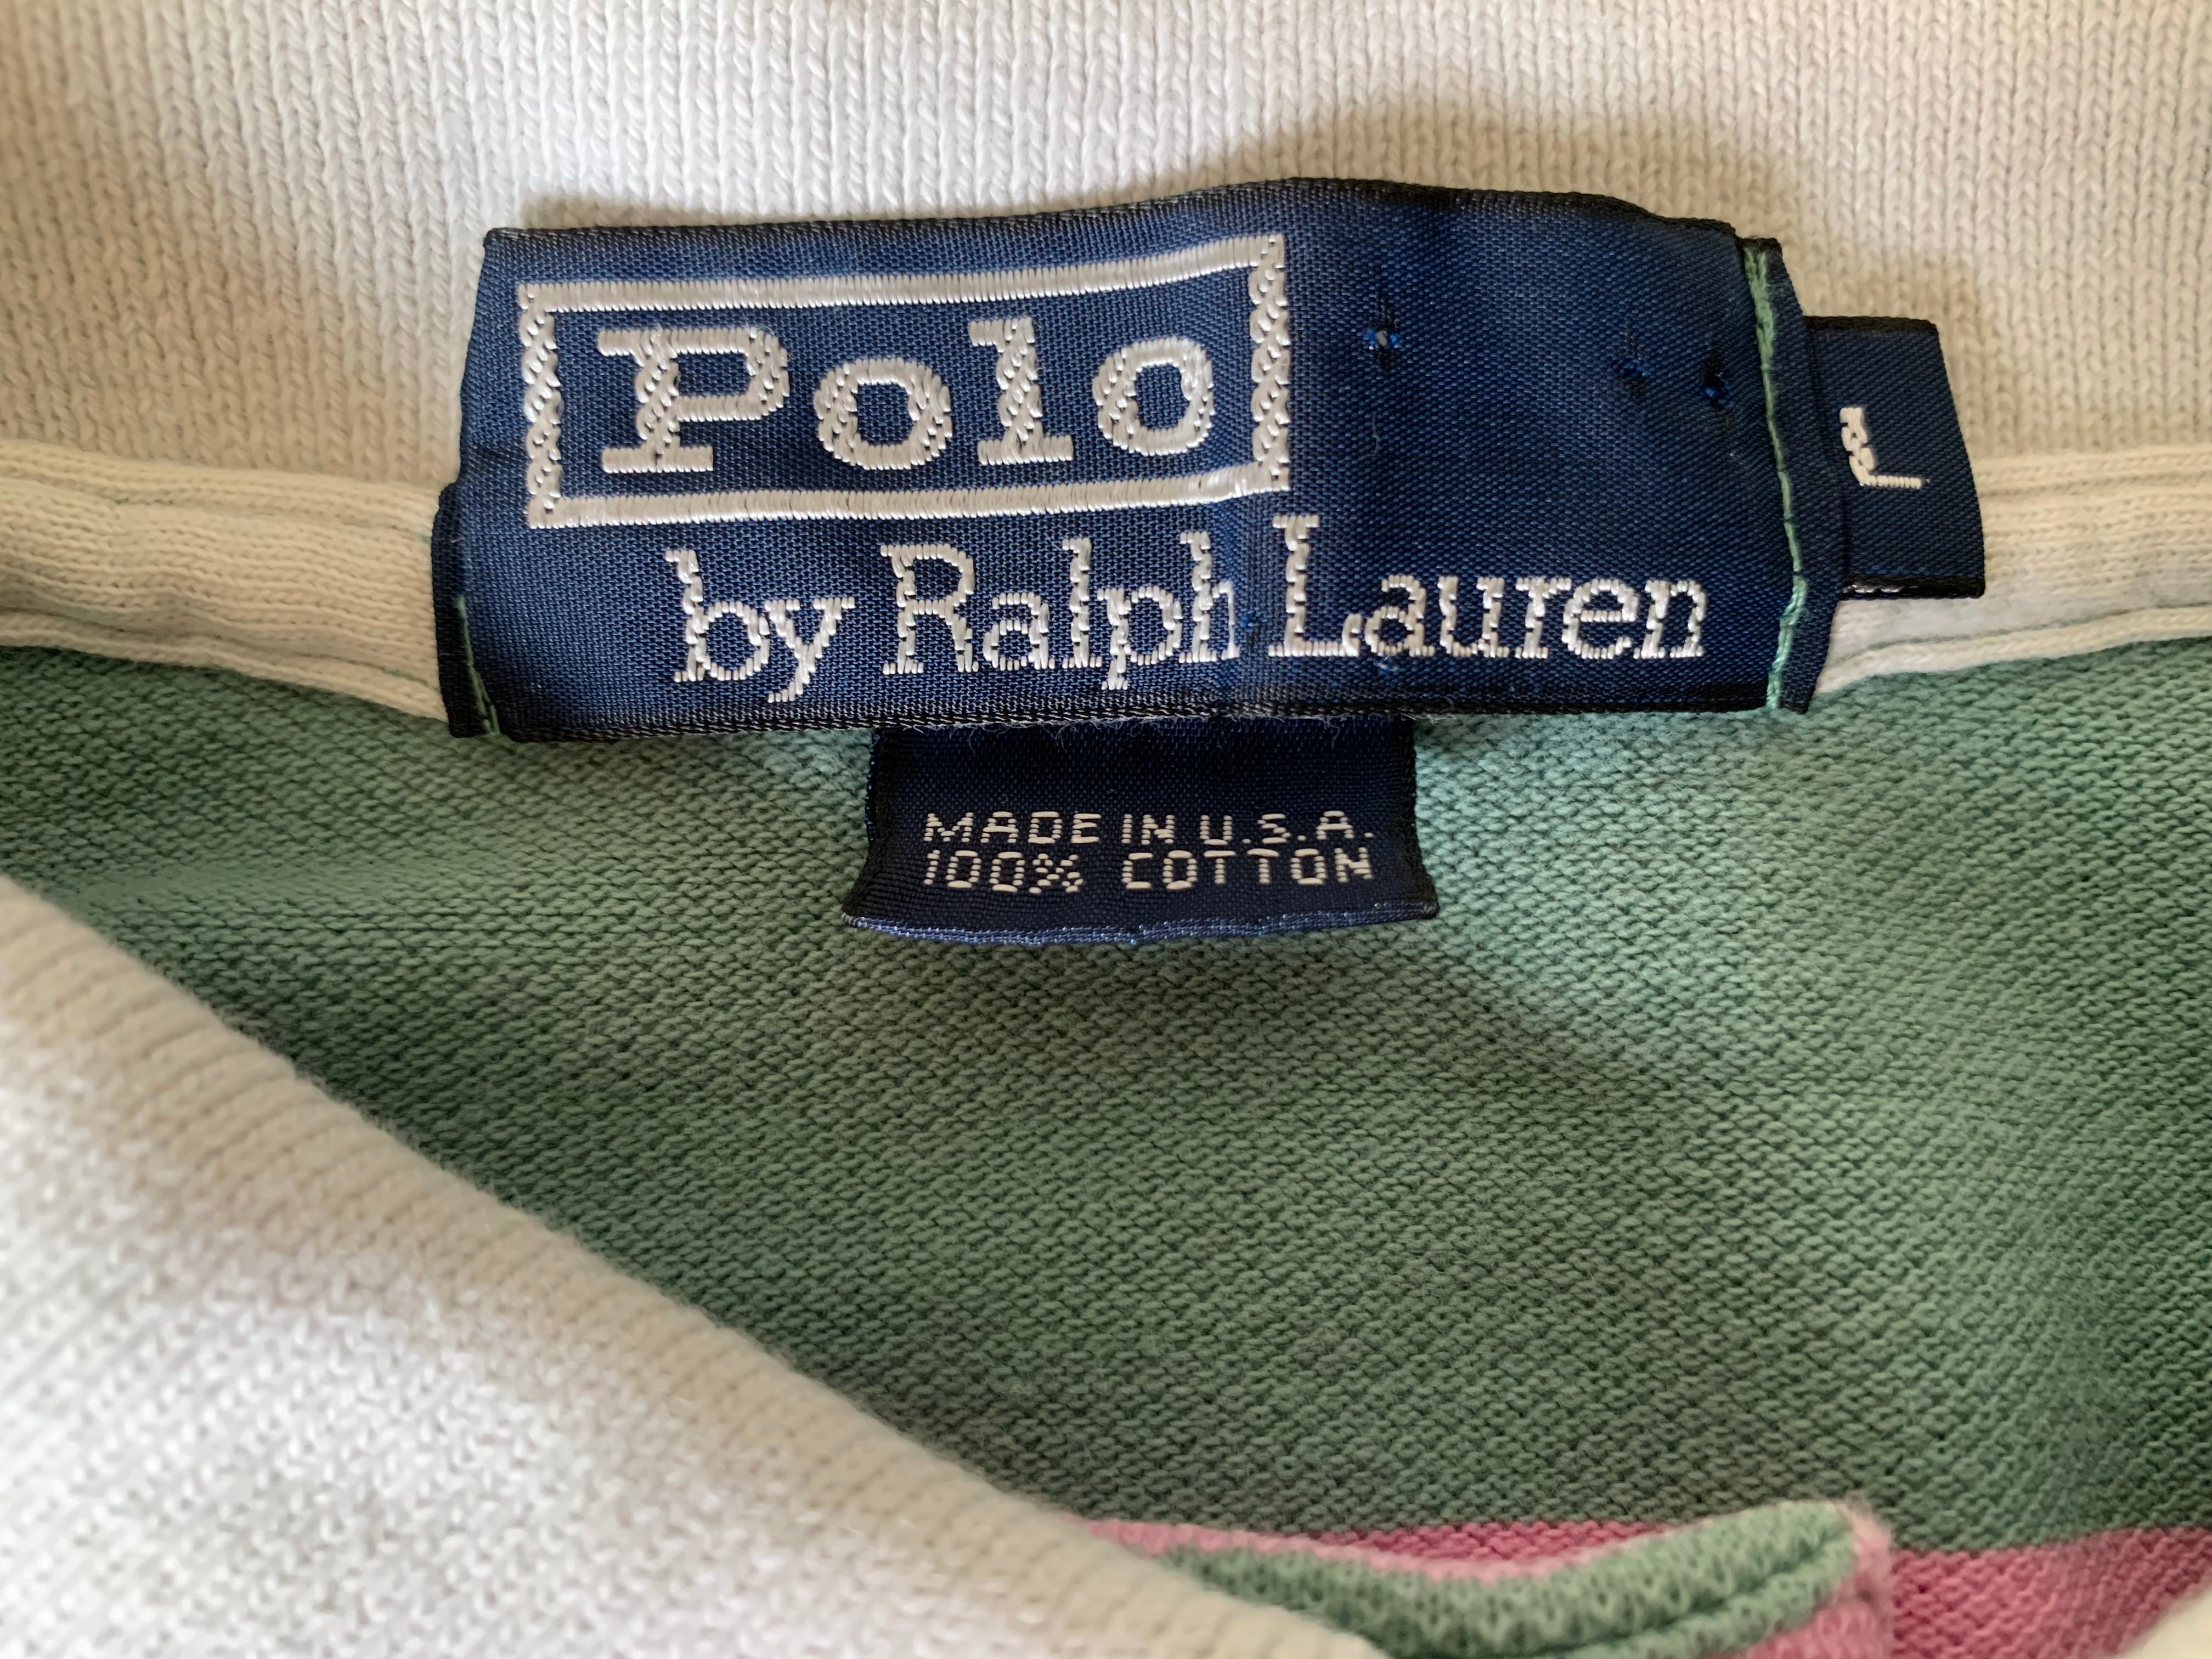 Polo
by Ralph Lauren
L
MADE IN U.S.A.
100% COTTON